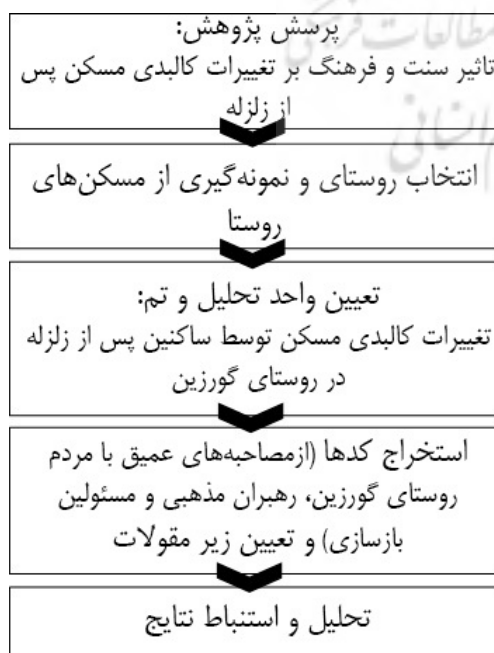 پرسش پژوهش:
تاثیر سنت و فرهنگ بر تغییرات کالبدی مسکن پس
از زلزله
انتخاب روستای و نمونه‌گیری از مسکن‌های
روستا
تعیین واحد تحلیل و تم:
تغییرات کالبدی مسکن توسط ساکنین پس از زلزله
در روستای گورزین
استخراج کدها (ازمصاحبه‌های عمیق با مردم
روستای گورزین، رهبران مذهبی و مسئولین
بازسازی) و تعیین زیر مقولات
تحلیل و استنباط نتایج